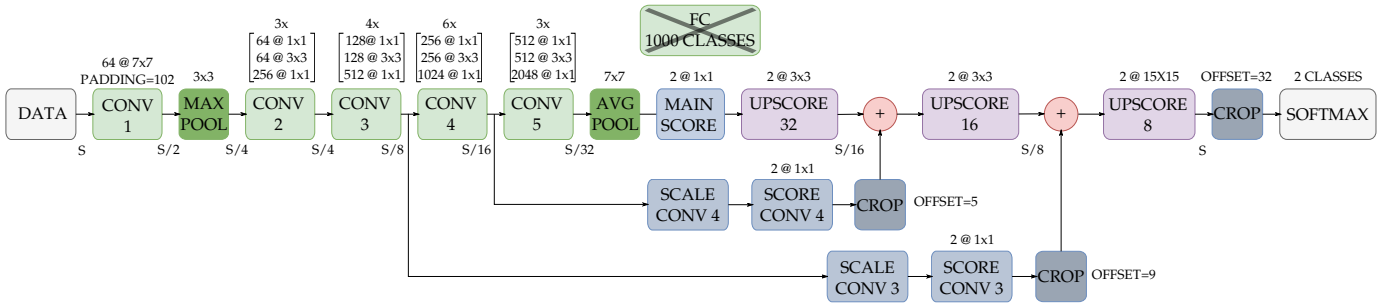 FC
1000 CLASSES
3x
64 @ 1x1
64 @ 3x3
256 @ 1x1
4x
128@ 1x1
128 @ 3x3
512 @ 1x1
6x
256 @ 1x1
256 @ 3x3
1024 @ 1x1
3x
512 @ 1x1
512 @ 3x3
2048 @ 1x1
64 @ 7x7
PADDING=102
3x3
7x7
2 @ 1x1
2 @ 3x3
2 @ 3x3
2 @ 15X15
OFFSET=32
2 CLASSES
DATA
CONV
1
MAX
POOL
CONV
2
CONV
3
CONV
4
CONV
5
AVG
POOL
MAIN
SCORE
UPSCORE
32
+
UPSCORE
16
+
UPSCORE
8
CROP
SOFTMAX
S
S/2
S/4
S/4
S/8
S/16
S/32
S/16
S/8
S
2 @ 1x1
SCALE
CONV 4
SCORE
CONV 4
CROP
OFFSET=5
2 @ 1x1
SCALE
CONV 3
SCORE
CONV 3
CROP
OFFSET=9